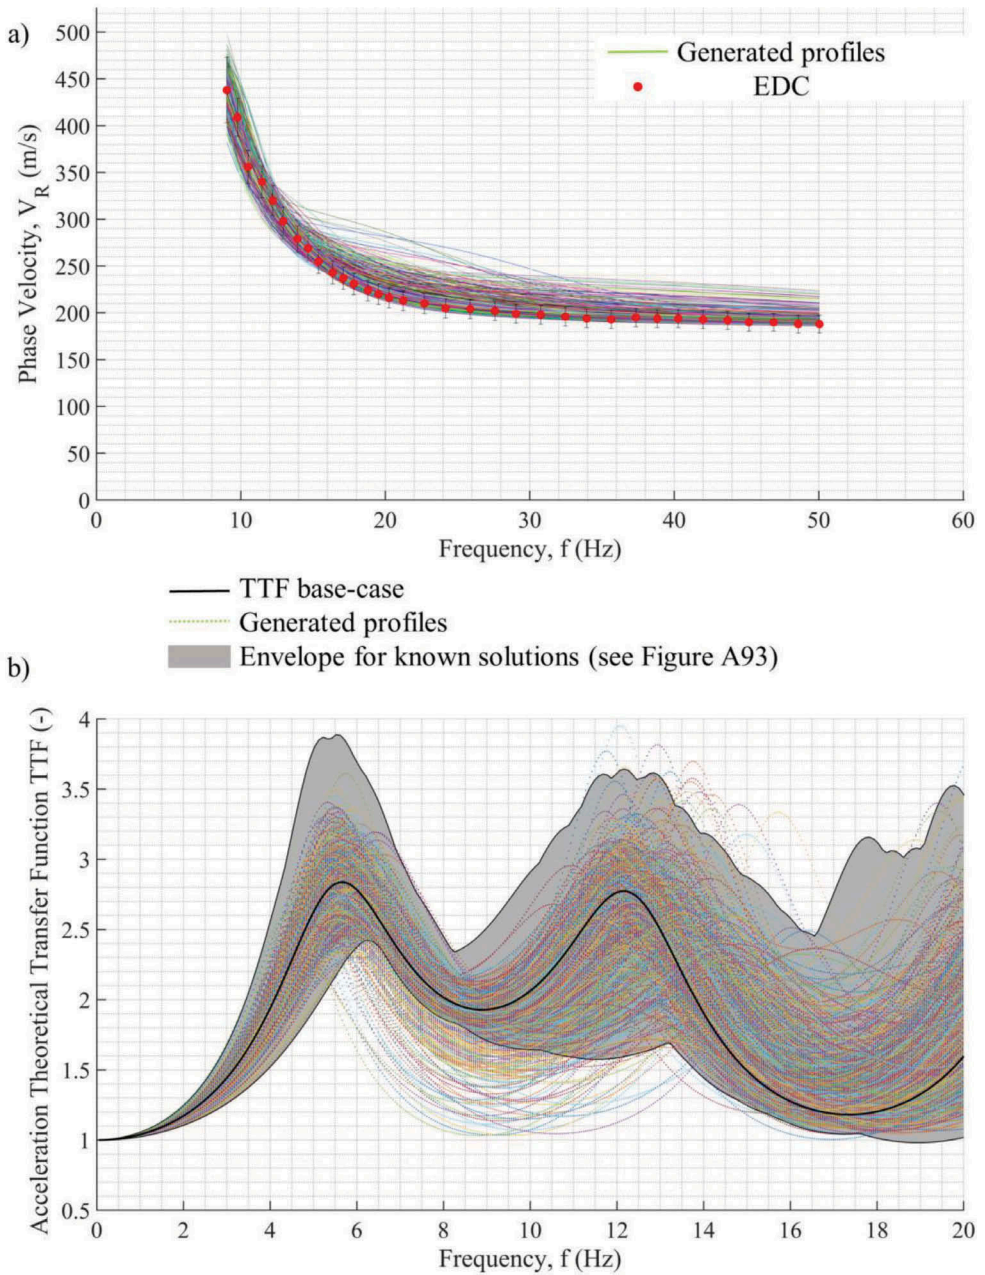 a)
500
450
400
350
300
250
200
150
100
50
0
Phase Velocity, V_R (m/s)
Generated profiles
EDC
0 10 20 30 40 50 60
Frequency, f (Hz)
TTF base-case
Generated profiles
Envelope for known solutions (see Figure A93)
b)
4
3.5
3
2.5
2
1.5
1
0.5
Acceleration Theoretical Transfer Function TTF (-)
0 2 4 6 8 10 12 14 16 18 20
Frequency, f (Hz)